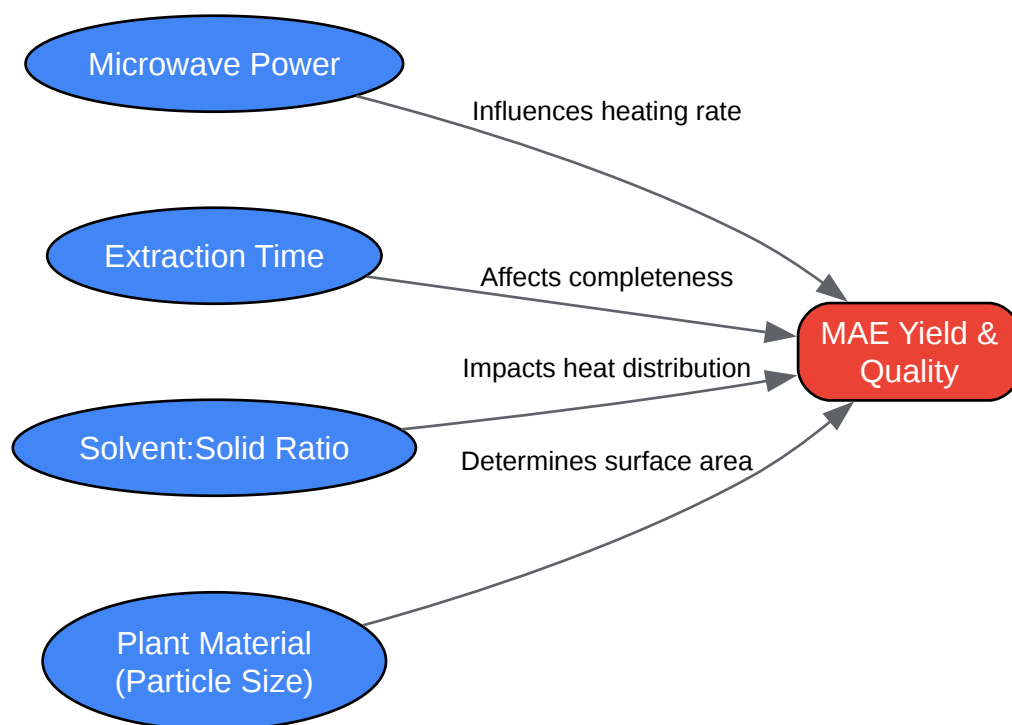 Microwave Power
Influences heating rate
Extraction Time
Affects completeness
MAE Yield &
Quality
Impacts heat distribution
Solvent:Solid Ratio
Determines surface area
Plant Material
(Particle Size)